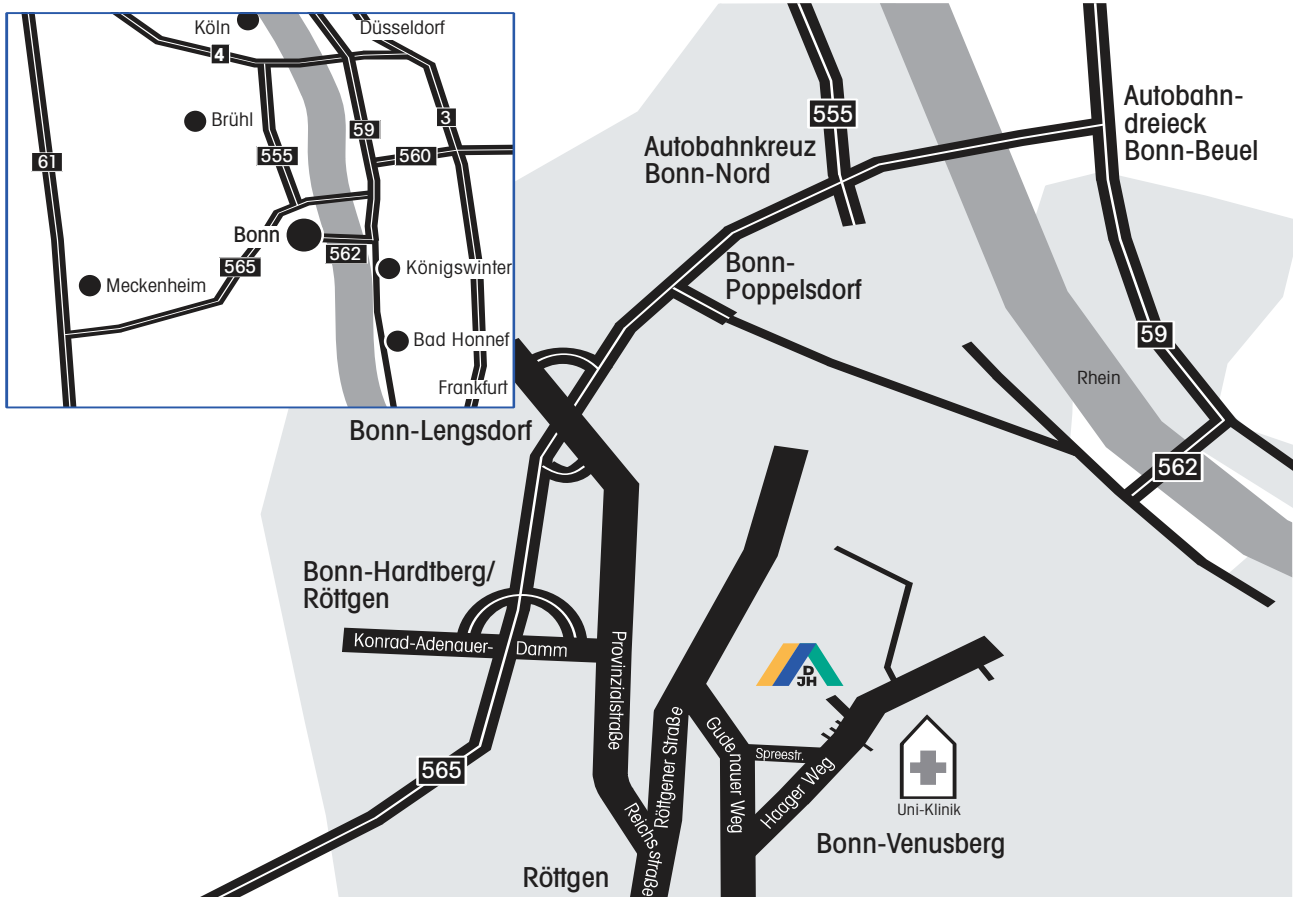 Köln
Düsseldorf
4
Brühl
3
59
61
555
560
Bonn
562
565
Königswinter
Meckenheim
Bad Honnef
Frankfurt
555
Autobahn-
dreieck
Bonn-Beuel
Autobahnkreuz
Bonn-Nord
Bonn-
Poppelsdorf
59
Rhein
Bonn-Lengsdorf
562
Bonn-Hardtberg/
Röttgen
Konrad-Adenauer-Damm
Provinzialstraße
D
JH
Röttgener Straße
Gudenauer Weg
Spreestr.
Haager Weg
565
Reichsstraße
Uni-Klinik
Bonn-Venusberg
Röttgen